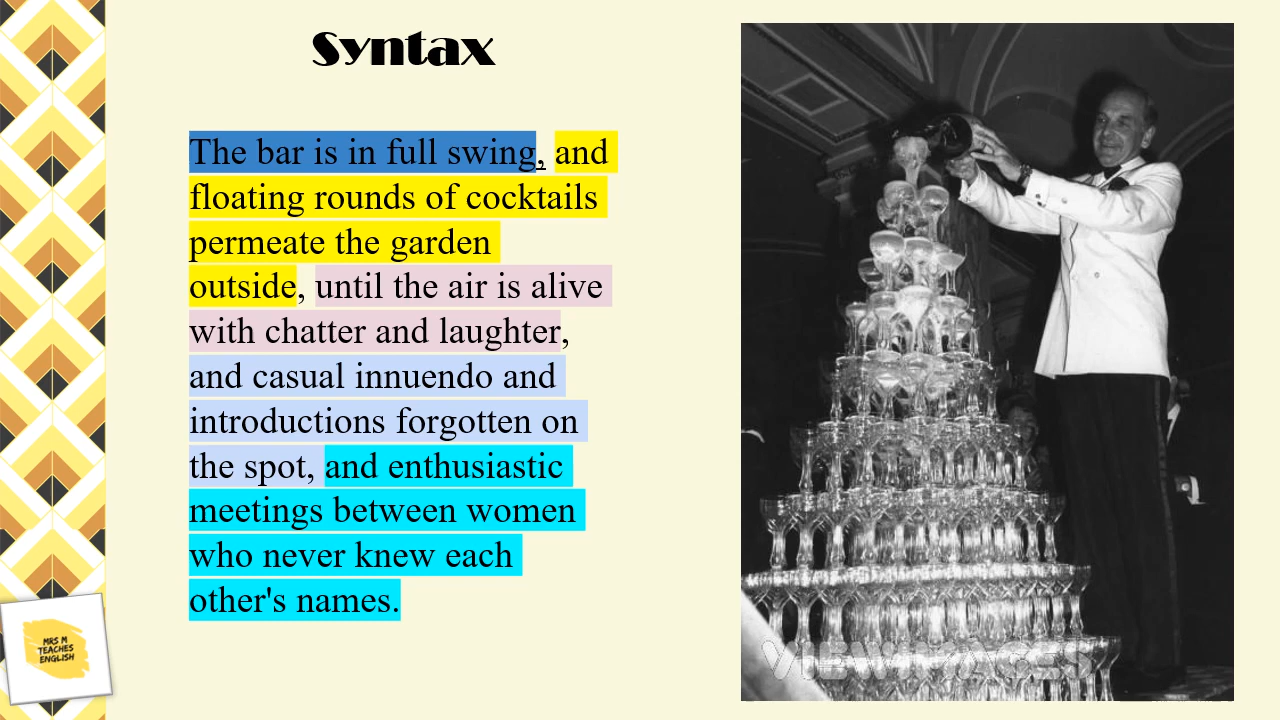 Syntax
The bar is in full swing, and
floating rounds of cocktails
permeate the garden
outside, until the air is alive
with chatter and laughter,
and casual innuendo and
introductions forgotten on
the spot, and enthusiastic
meetings between women
who never knew each
other's names.
MRS M
TEACHES
ENGLISH
VIEWIMAGES